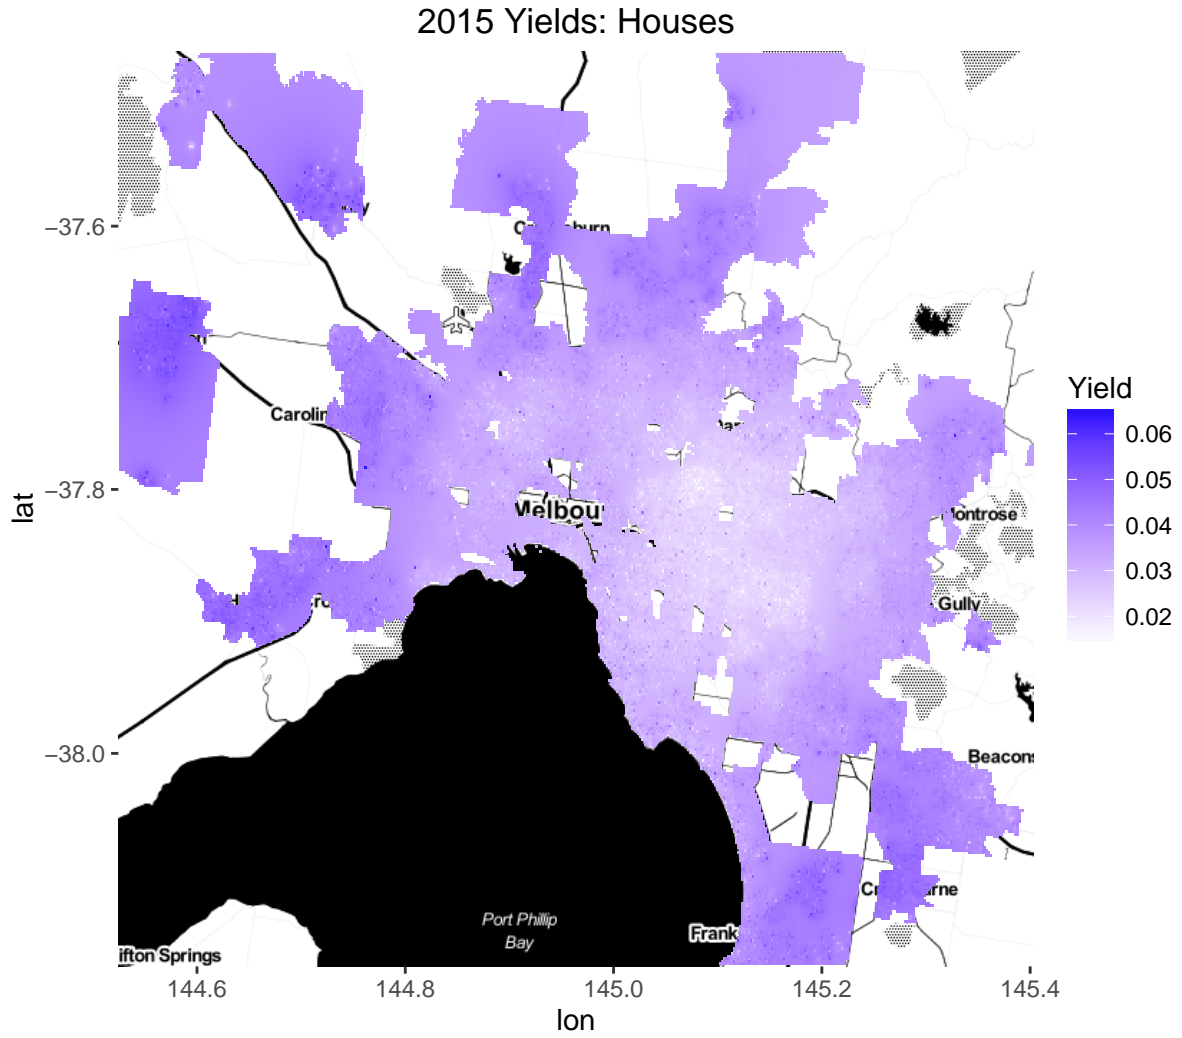 2015 Yields: Houses
−37.6
Carolin
Yield
0.06
0.05
−37.8
lat
Melbou
ontrose
0.04
0.03
Gully
0.02
−38.0
Beacons
Port Phillip
Bay
Frank
ifton Springs
144.6
144.8
145.0
145.2
145.4
lon